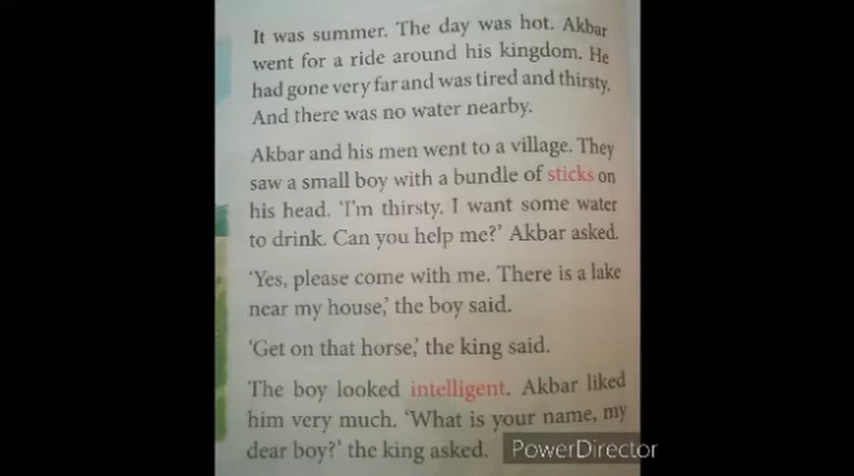 It was summer. The day was hot. Akbar
went for a ride around his kingdom. He
had gone very far and was tired and thirsty.
And there was no water nearby.
Akbar and his men went to a village. They
saw a small boy with a bundle of sticks on
his head. ‘I’m thirsty. I want some water
to drink. Can you help me?’ Akbar asked.
‘Yes, please come with me. There is a lake
near my house,’ the boy said.
‘Get on that horse,’ the king said.
The boy looked intelligent. Akbar liked
him very much. ‘What is your name, my
dear boy?’ the king asked.
PowerDirector